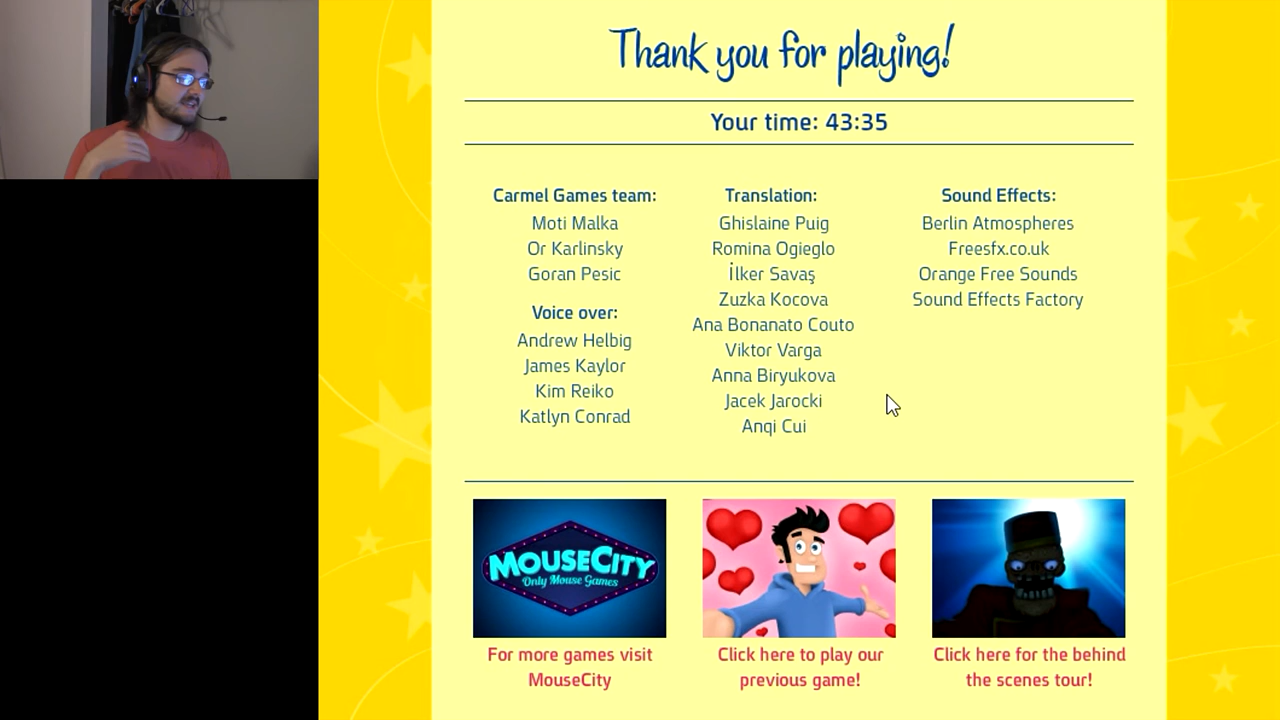 Thank you for playing!
Your time: 43:35
Carmel Games team:
Moti Malka
Or Karlinsky
Goran Pesic
Voice over:
Andrew Helbig
James Kaylor
Kim Reiko
Katlyn Conrad
Translation:
Ghislaine Puig
Romina Ogieglo
İlker Savaş
Zuzka Kocova
Ana Bonanato Couto
Viktor Varga
Anna Biryukova
Jacek Jarocki
Anqi Cui
Sound Effects:
Berlin Atmospheres
Freesfx.co.uk
Orange Free Sounds
Sound Effects Factory
MOUSECITY
Only Mouse Games
For more games visit
MouseCity
Click here to play our
previous game!
Click here for the behind
the scenes tour!